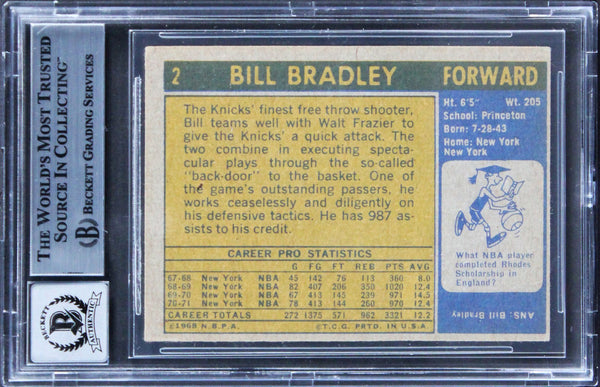 THE WORLD'S MOST TRUSTED
SOURCE IN COLLECTING™
BECKETT GRADING SERVICES
B
BECKETT
AUTHENTIC
2 BILL BRADLEY FORWARD
The Knicks' finest free throw shooter,
Bill teams well with Walt Frazier to
give the Knicks' a quick attack. The
two combine in executing spectac-
ular plays through the so-called
"back-door" to the basket. One of
the game's outstanding passers, he
works ceaselessly and diligently on
his defensive tactics. He has 987 as-
sists to his credit.
CAREER PRO STATISTICS
G FG FT REB PTS AVG
67-68 New York NBA 45 142 76 113 360 8.0
68-69 New York NBA 82 407 206 350 1020 12.4
69-70 New York NBA 67 413 145 239 971 14.5
70-71 New York NBA 78 413 144 260 970 12.4
CAREER TOTALS 272 1375 571 962 3321 12.2
©1968 N.B.P.A. ©T.C.G. PRTD. IN U.S.A.
Ht. 6'5" Wt. 205
School: Princeton
Born: 7-28-43
Home: New York
New York
What NBA player
completed Rhodes
Scholarship in
England?
ANS: Bill Bradley